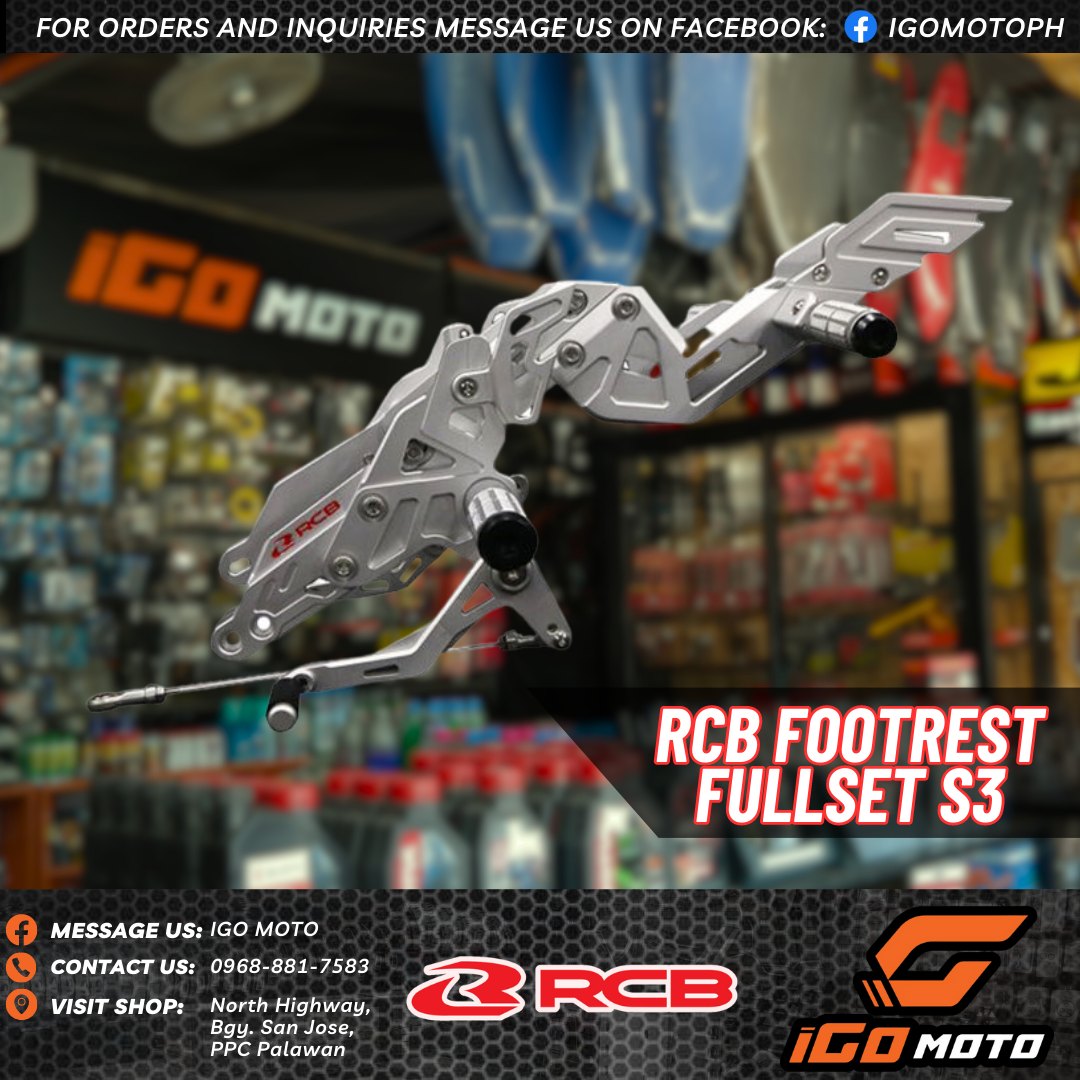 FOR ORDERS AND INQUIRIES MESSAGE US ON FACEBOOK: IGOMOTOPH
iGO MOTO
RCB
RCB FOOTREST
FULLSET S3
MESSAGE US: IGO MOTO
CONTACT US: 0968-881-7583
VISIT SHOP: North Highway,
Bgy. San Jose,
PPC Palawan
RCB
iGO MOTO